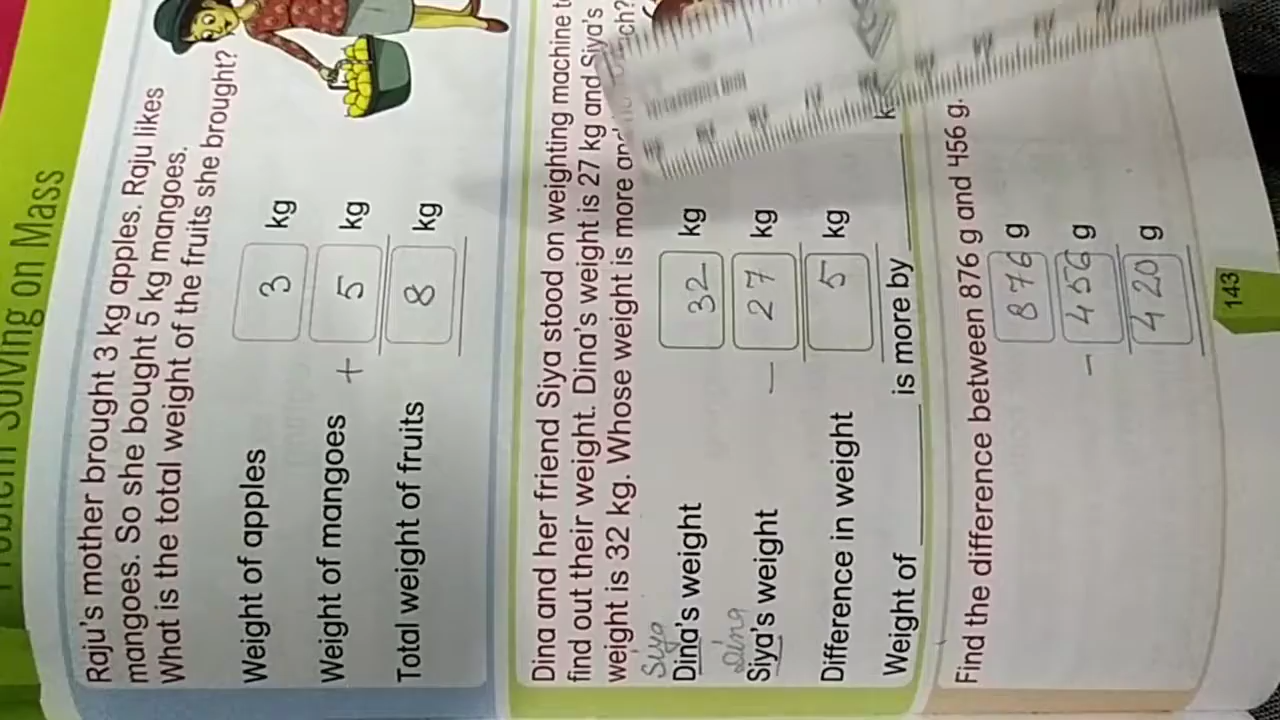 Problem Solving on Mass
Raju's mother brought 3 kg apples. Raju likes
mangoes. So she bought 5 kg mangoes.
What is the total weight of the fruits she brought?
Weight of apples 3 kg
Weight of mangoes + 5 kg
Total weight of fruits 8 kg
Dina and her friend Siya stood on weighting machine
find out their weight. Dina's weight is 27 kg and Siya's
weight is 32 kg. Whose weight is more and
Siya
Dina's weight 32 kg
Dina
Siya's weight - 27 kg
Difference in weight 5 kg
Weight of ________ is more by ________
Find the difference between 876 g and 456 g.
876 g
- 456 g
420 g
143